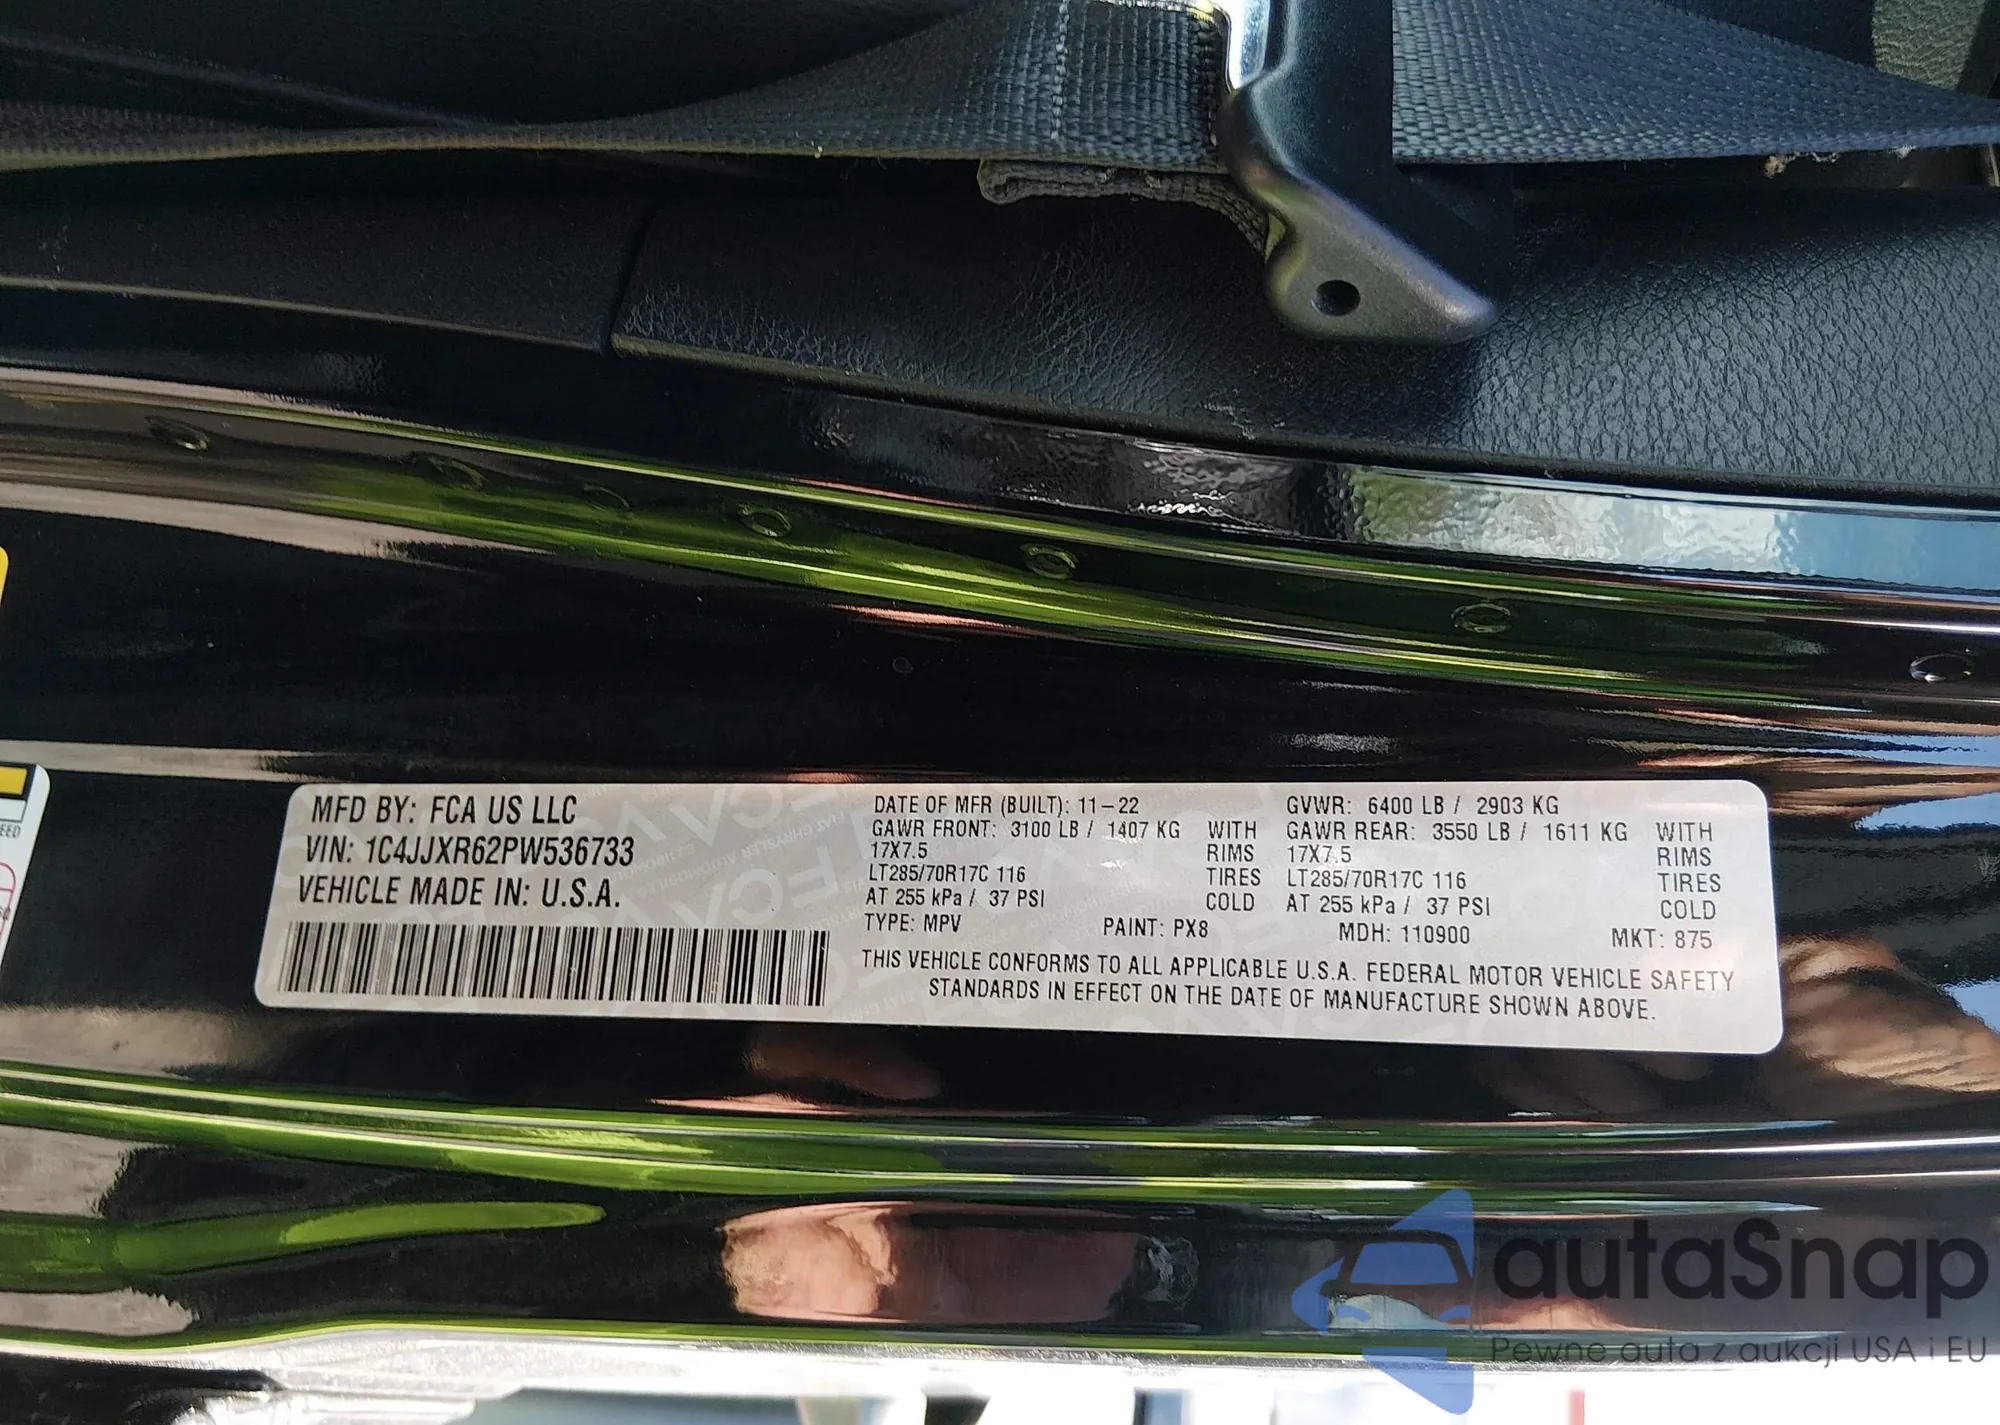 MFD BY: FCA US LLC
VIN: 1C4JJXR62PW536733
VEHICLE MADE IN: U.S.A.
DATE OF MFR (BUILT): 11-22 GVWR: 6400 LB / 2903 KG
GAWR FRONT: 3100 LB / 1407 KG WITH GAWR REAR: 3550 LB / 1611 KG WITH
17X7.5 RIMS 17X7.5 RIMS
LT285/70R17C 116 TIRES LT285/70R17C 116 TIRES
AT 255 kPa / 37 PSI COLD AT 255 kPa / 37 PSI COLD
TYPE: MPV PAINT: PX8 MDH: 110900 MKT: 875
THIS VEHICLE CONFORMS TO ALL APPLICABLE U.S.A. FEDERAL MOTOR VEHICLE SAFETY
STANDARDS IN EFFECT ON THE DATE OF MANUFACTURE SHOWN ABOVE.
autaSnap
Pewne auta z aukcji USA i EU